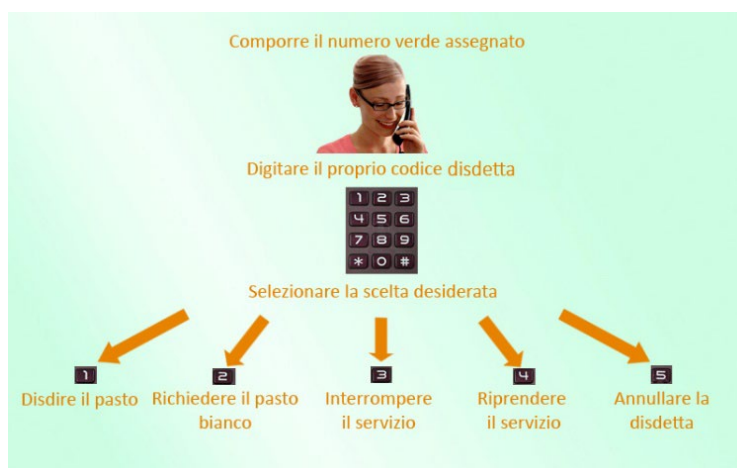 Comporre il numero verde assegnato
Digitare il proprio codice disdetta
1 2 3
4 5 6
7 8 9
* 0 #
Selezionare la scelta desiderata
1
Disdire il pasto
2
Richiedere il pasto
bianco
3
Interrompere
il servizio
4
Riprendere
il servizio
5
Annullare la
disdetta